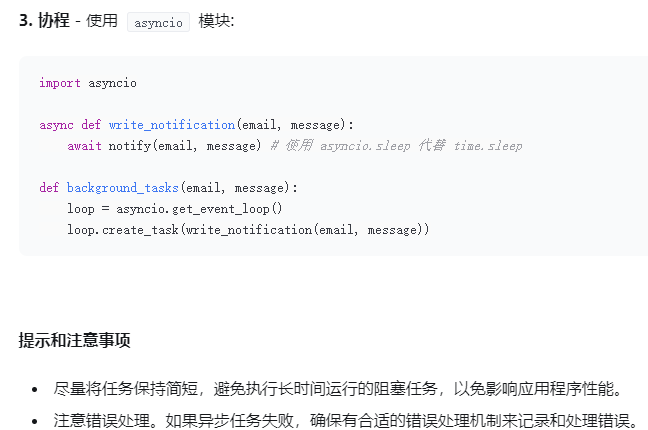 3. 协程 - 使用 asyncio 模块:
import asyncio
async def write_notification(email, message):
    await notify(email, message) # 使用 asyncio.sleep 代替 time.sleep
def background_tasks(email, message):
    loop = asyncio.get_event_loop()
    loop.create_task(write_notification(email, message))
提示和注意事项
• 尽量将任务保持简短，避免执行长时间运行的阻塞任务，以免影响应用程序性能。
• 注意错误处理。如果异步任务失败，确保有合适的错误处理机制来记录和处理错误。